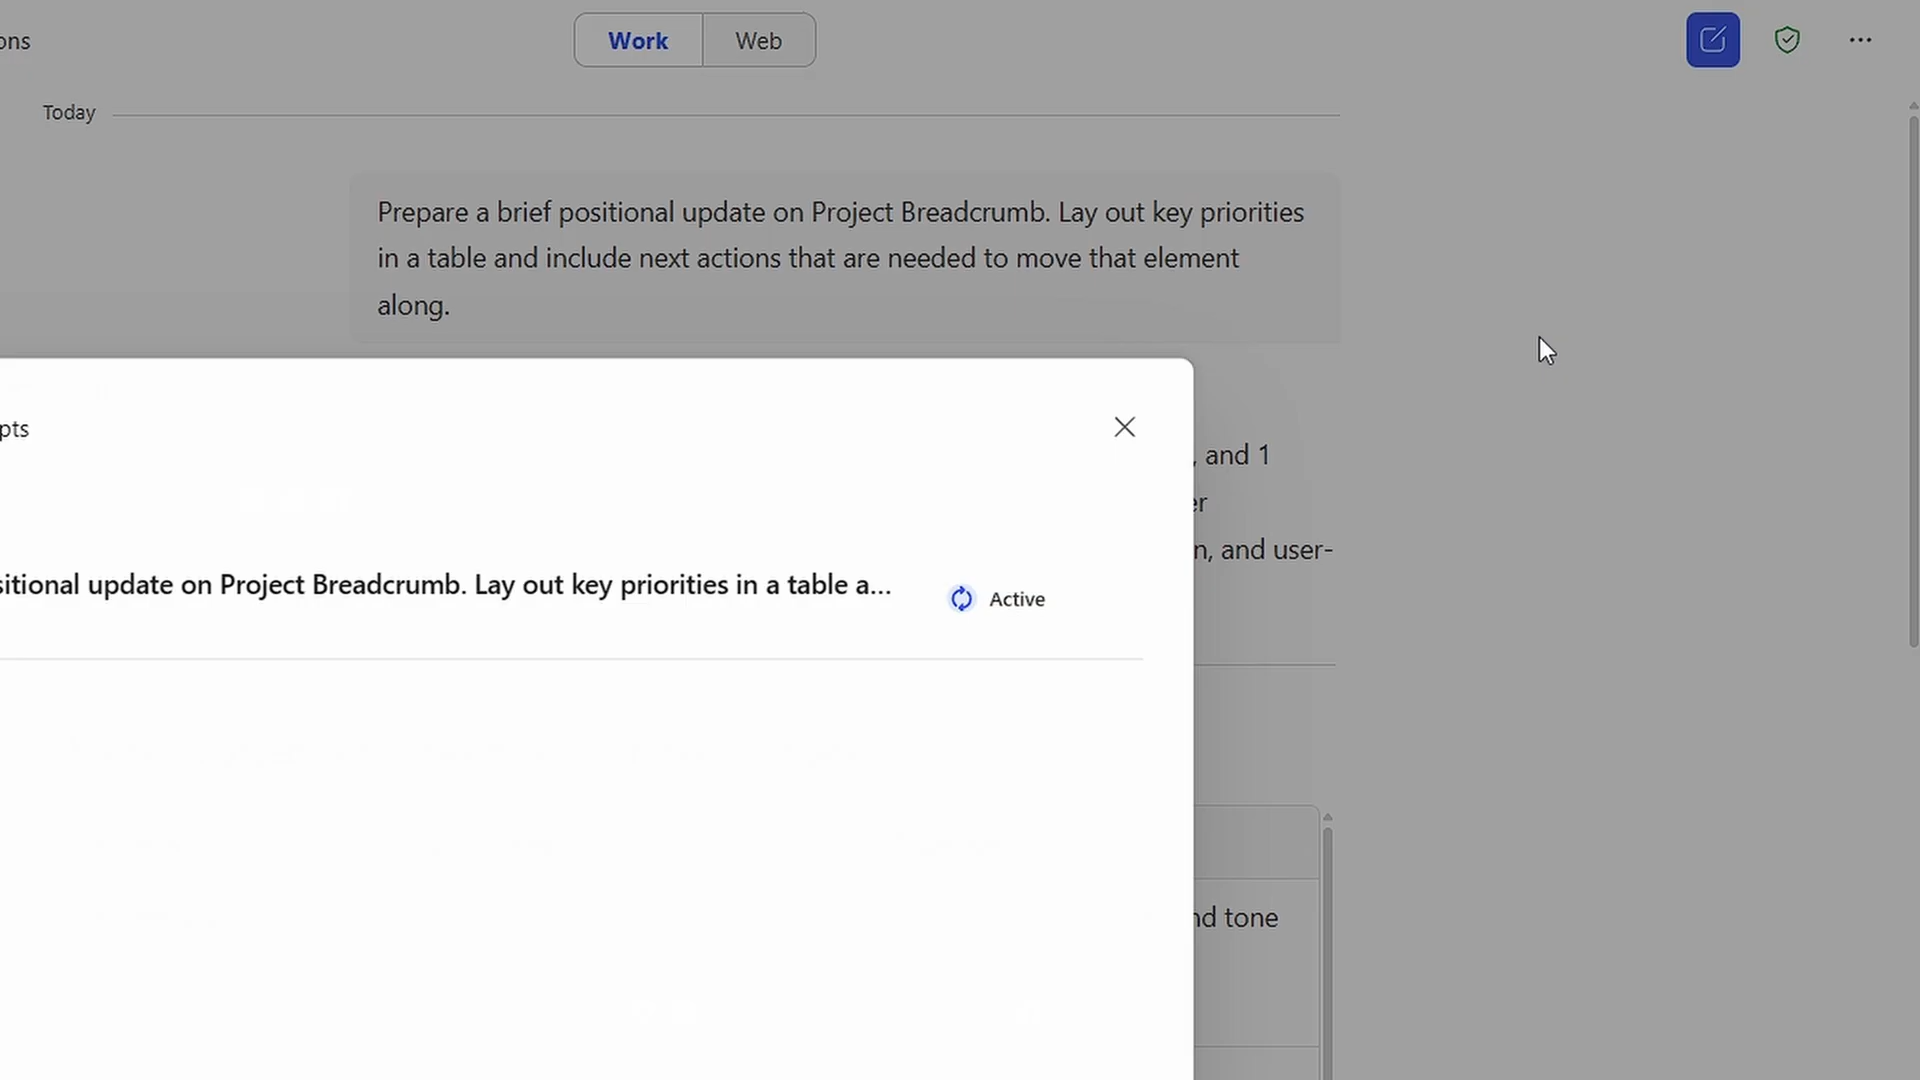 ons
Work
Web
Today
Prepare a brief positional update on Project Breadcrumb. Lay out key priorities
in a table and include next actions that are needed to move that element
along.
pts
, and 1
er
n, and user-
sitional update on Project Breadcrumb. Lay out key priorities in a table a...
Active
nd tone